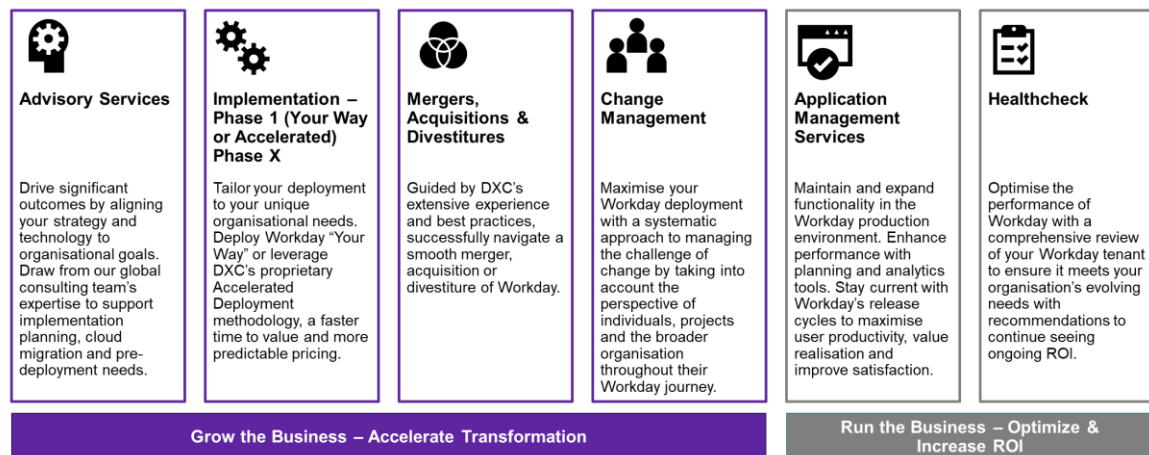 Advisory Services
Drive significant
outcomes by aligning
your strategy and
technology to
organisational goals.
Draw from our global
consulting team's
expertise to support
implementation
planning, cloud
migration and pre-
deployment needs.
Implementation –
Phase 1 (Your Way
or Accelerated)
Phase X
Tailor your deployment
to your unique
organisational needs.
Deploy Workday “Your
Way” or leverage
DXC's proprietary
Accelerated
Deployment
methodology, a faster
time to value and more
predictable pricing.
Mergers,
Acquisitions &
Divestitures
Guided by DXC's
extensive experience
and best practices,
successfully navigate a
smooth merger,
acquisition or
divestiture of Workday.
Change
Management
Maximise your
Workday deployment
with a systematic
approach to managing
the challenge of
change by taking into
account the
perspective of
individuals, projects
and the broader
organisation
throughout their
Workday journey.
Application
Management
Services
Maintain and expand
functionality in the
Workday production
environment. Enhance
performance with
planning and analytics
tools. Stay current with
Workday's release
cycles to maximise
user productivity, value
realisation and
improve satisfaction.
Healthcheck
Optimise the
performance of
Workday with a
comprehensive review
of your Workday tenant
to ensure it meets your
organisation's evolving
needs with
recommendations to
continue seeing
ongoing ROI.
Grow the Business – Accelerate Transformation
Run the Business – Optimize &
Increase ROI